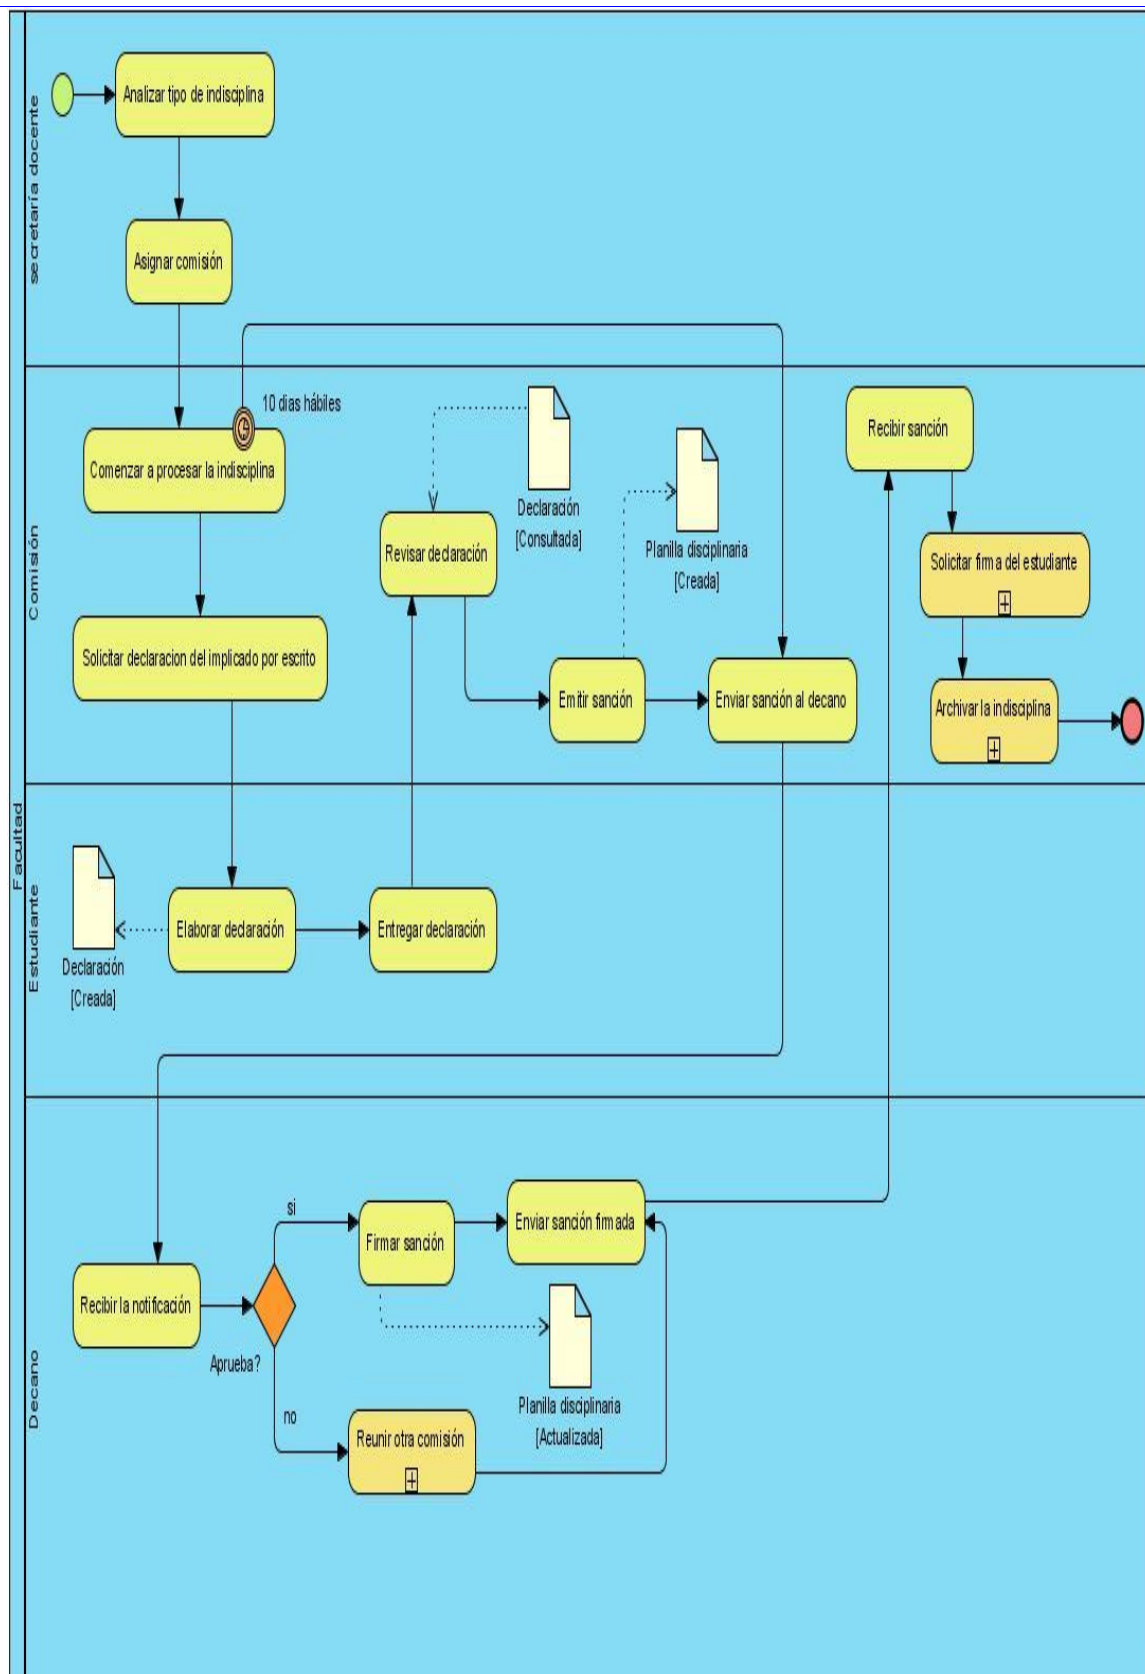 Facultad
secretaría docente
Analizar tipo de indisciplina
Asignar comisión
Comisión
10 dias hábiles
Comenzar a procesar la indisciplina
Solicitar declaracion del implicado por escrito
Revisar declaración
Declaración
[Consultada]
Planilla disciplinaria
[Creada]
Emitir sanción
Enviar sanción al decano
Recibir sanción
Solicitar firma del estudiante
Archivar la indisciplina
Estudiante
Declaración
[Creada]
Elaborar declaración
Entregar declaración
Decano
Recibir la notificación
Aprueba?
si
no
Firmar sanción
Enviar sanción firmada
Planilla disciplinaria
[Actualizada]
Reunir otra comisión